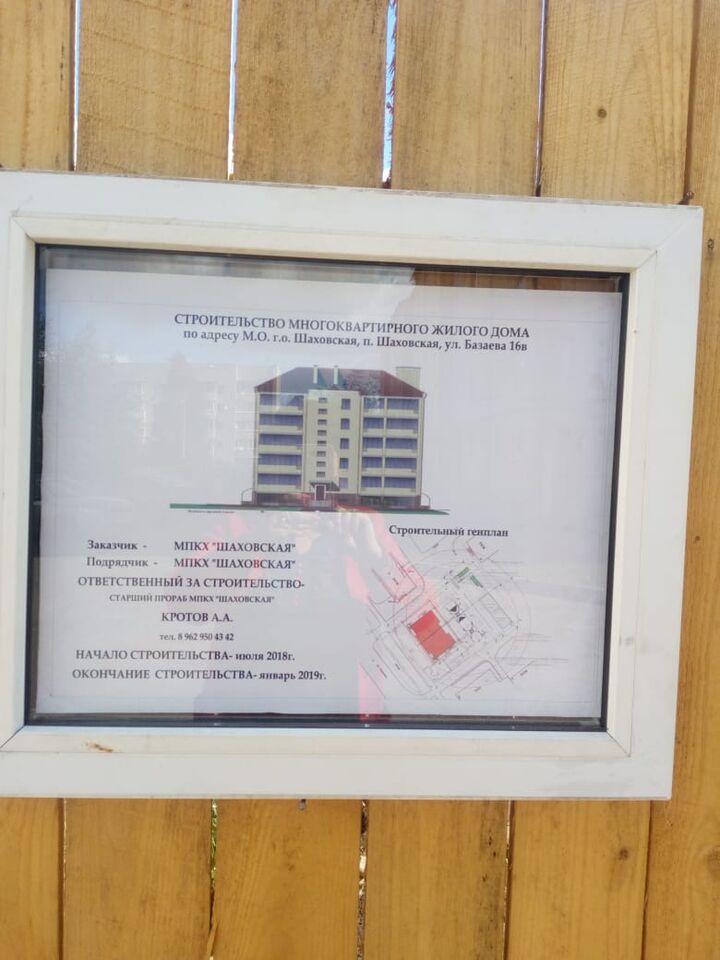 СТРОИТЕЛЬСТВО МНОГОКВАРТИРНОГО ЖИЛОГО ДОМА
по адресу М.О. г.о. Шаховская, п. Шаховская, ул. Базаева 16в
Строительный генплан
Заказчик - МПКХ "ШАХОВСКАЯ"
Подрядчик - МПКХ "ШАХОВСКАЯ"
ОТВЕТСТВЕННЫЙ ЗА СТРОИТЕЛЬСТВО-
СТАРШИЙ ПРОРАБ МПКХ "ШАХОВСКАЯ"
КРОТОВ А.А.
тел. 8 962 950 43 42
НАЧАЛО СТРОИТЕЛЬСТВА- июля 2018г.
ОКОНЧАНИЕ СТРОИТЕЛЬСТВА- январь 2019г.